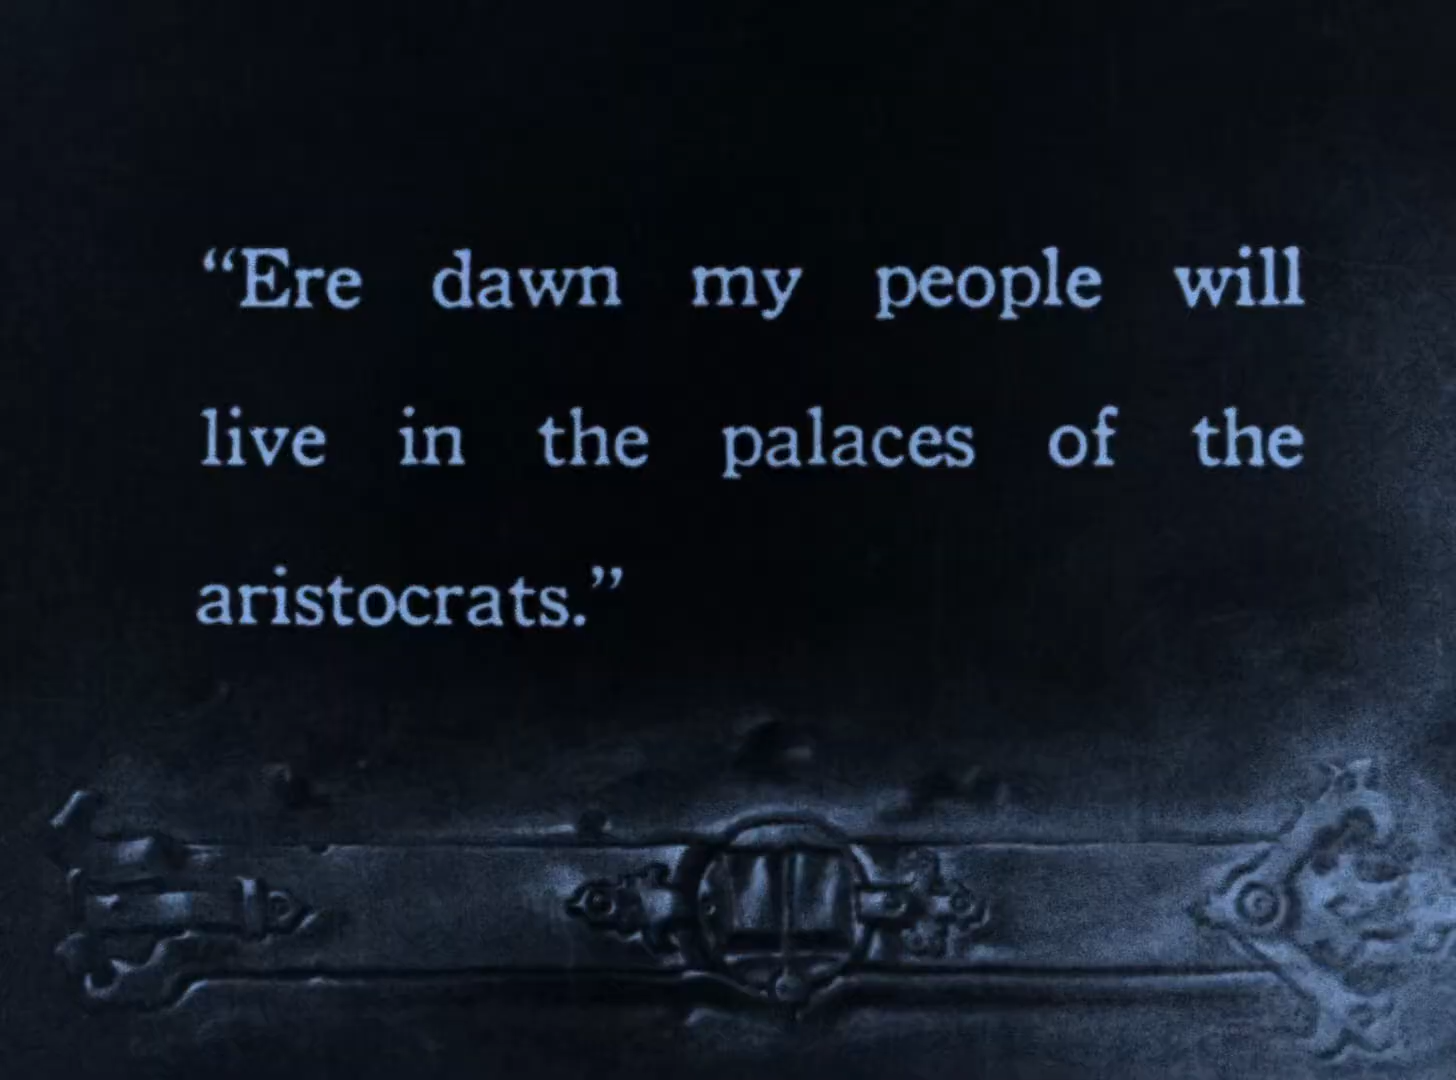 “Ere dawn my people will
live in the palaces of the
aristocrats.”